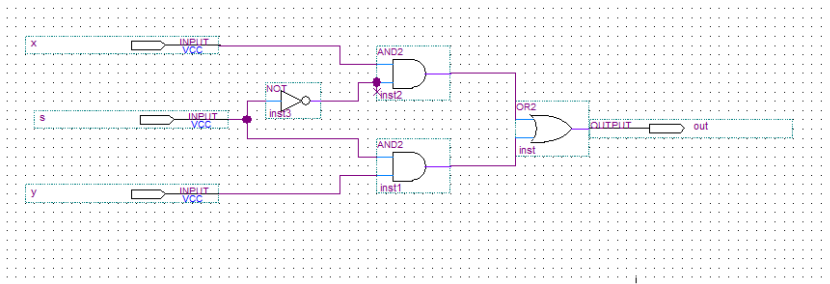 x
INPUT
VCC
AND2
inst2
NOT
inst3
s
INPUT
VCC
OR2
inst
OUTPUT
out
AND2
inst1
y
INPUT
VCC
i